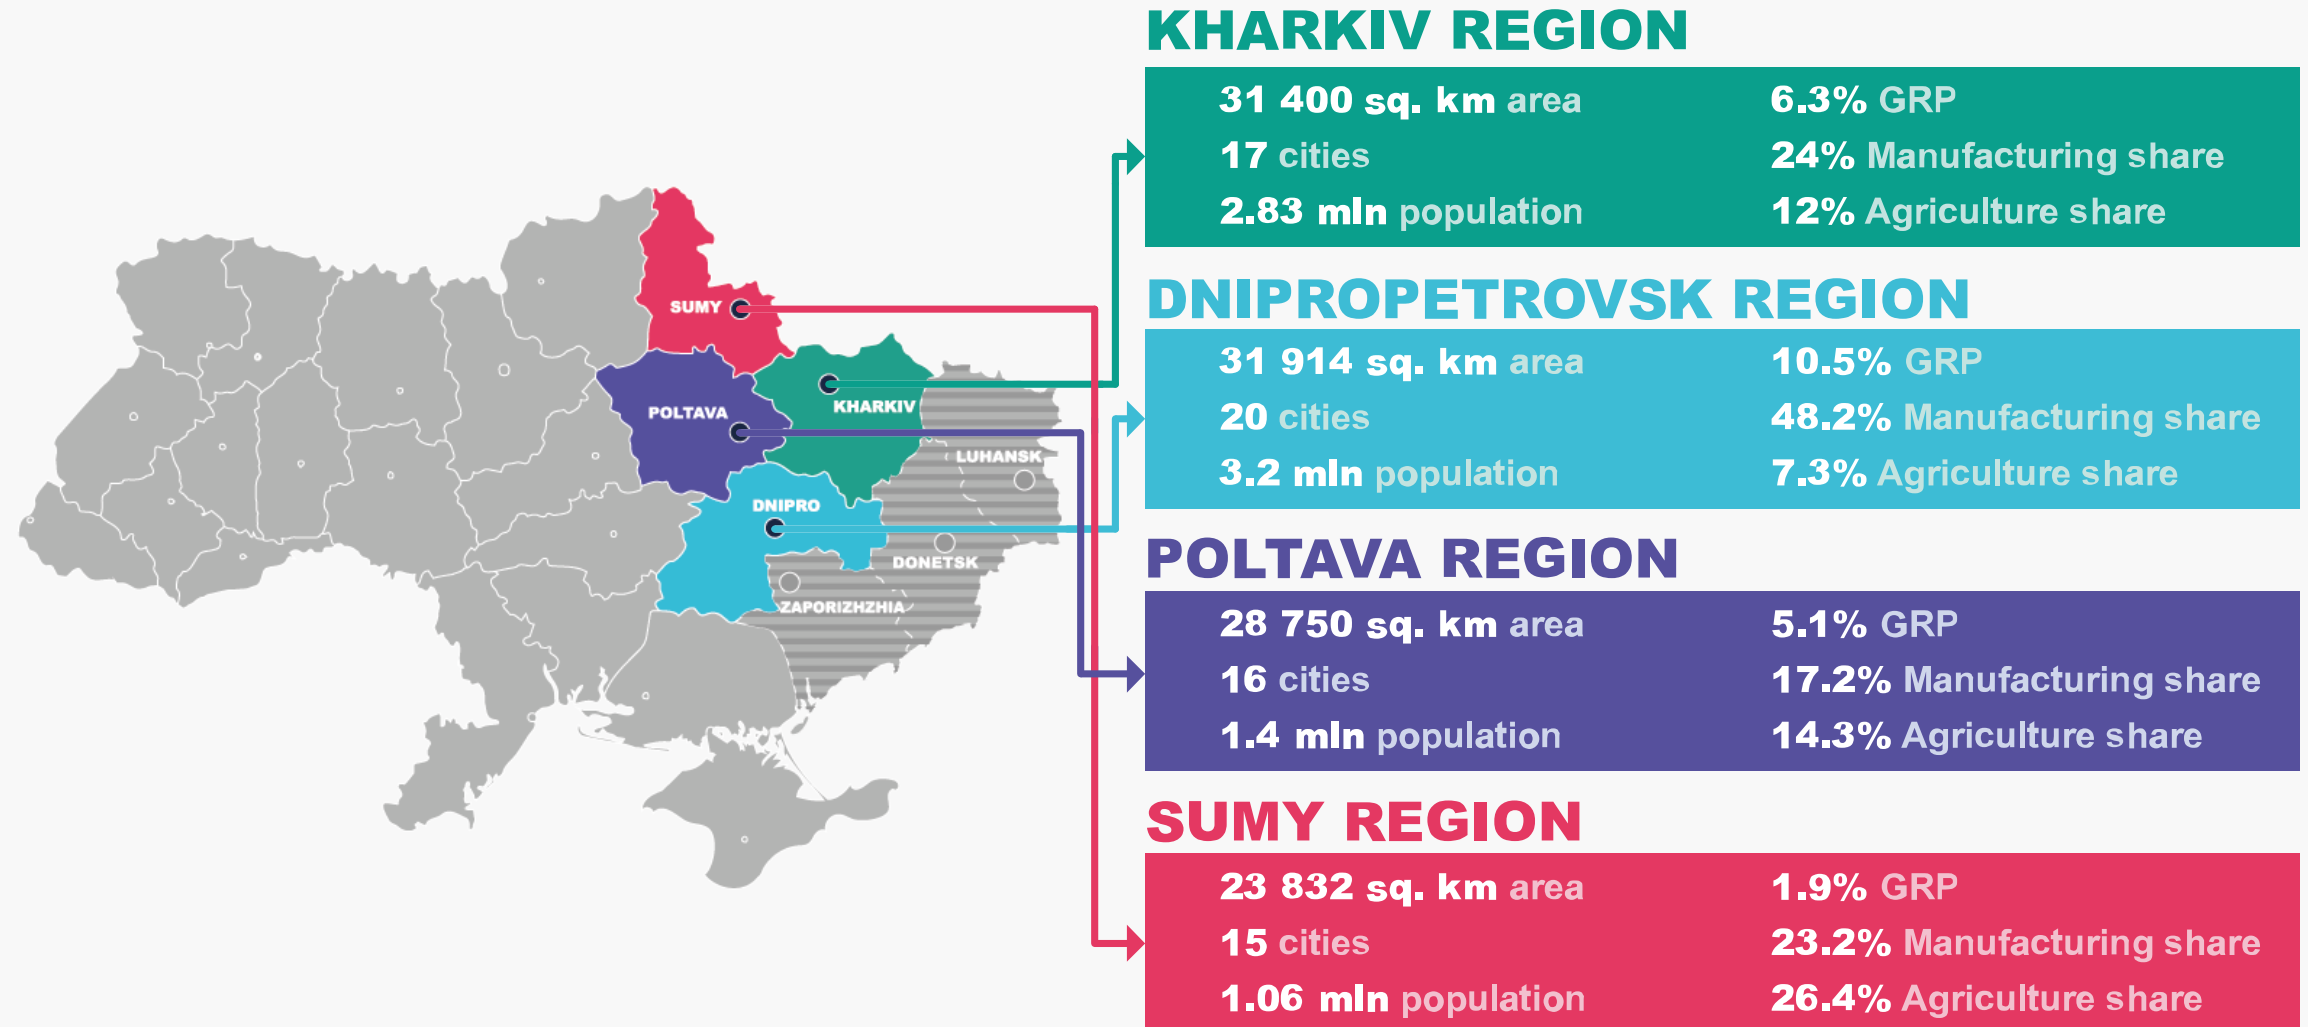 KHARKIV REGION
31 400 sq. km area
6.3% GRP
17 cities
24% Manufacturing share
2.83 mln population
12% Agriculture share
DNIPROPETROVSK REGION
31 914 sq. km area
10.5% GRP
20 cities
48.2% Manufacturing share
3.2 mln population
7.3% Agriculture share
POLTAVA REGION
28 750 sq. km area
5.1% GRP
16 cities
17.2% Manufacturing share
1.4 mln population
14.3% Agriculture share
SUMY REGION
23 832 sq. km area
1.9% GRP
15 cities
23.2% Manufacturing share
1.06 mln population
26.4% Agriculture share
SUMY
POLTAVA
KHARKIV
LUHANSK
DNIPRO
DONETSK
ZAPORIZHZHIA